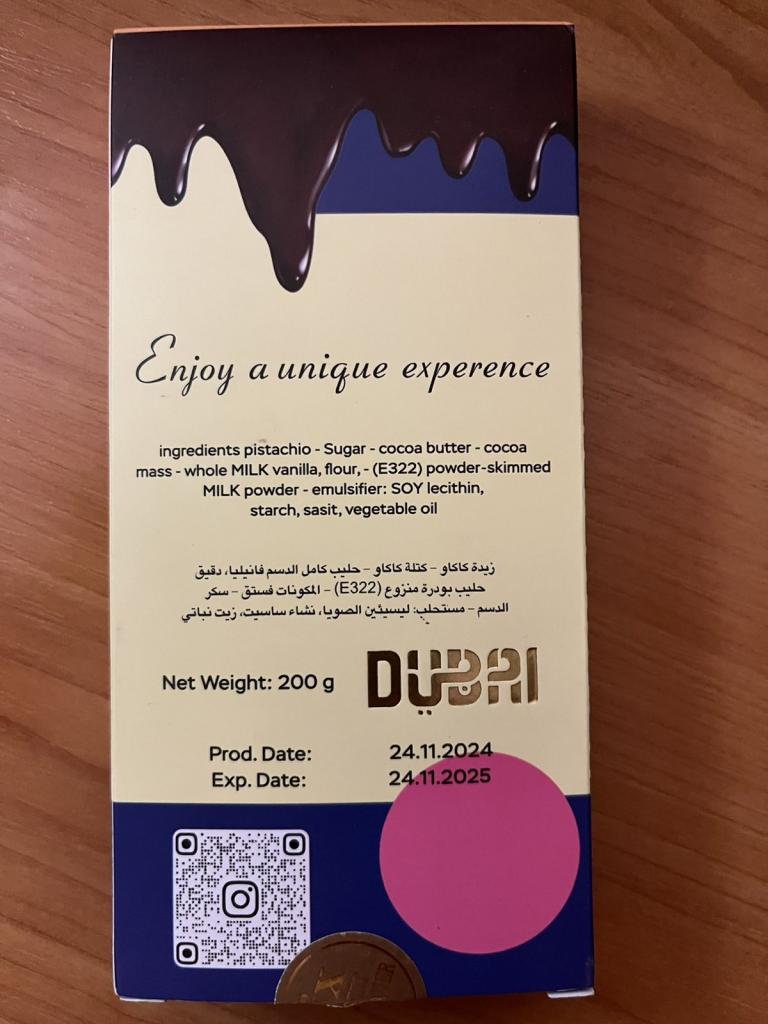 Enjoy a unique experence
ingredients pistachio - Sugar - cocoa butter - cocoa
mass - whole MILK vanilla, flour, - (E322) powder-skimmed
MILK powder - emulsifier: SOY lecithin,
starch, sasit, vegetable oil
زبدة كاكاو - كتلة كاكاو - حليب كامل الدسم فانيليا، دقيق
حليب بودرة منزوع (E322) - المكونات فستق - سكر
الدسم - مستحلب: ليسيثين الصويا، نشاء ساسيت، زيت نباتي
Net Weight: 200 g
DUBAI
Prod. Date: 24.11.2024
Exp. Date: 24.11.2025